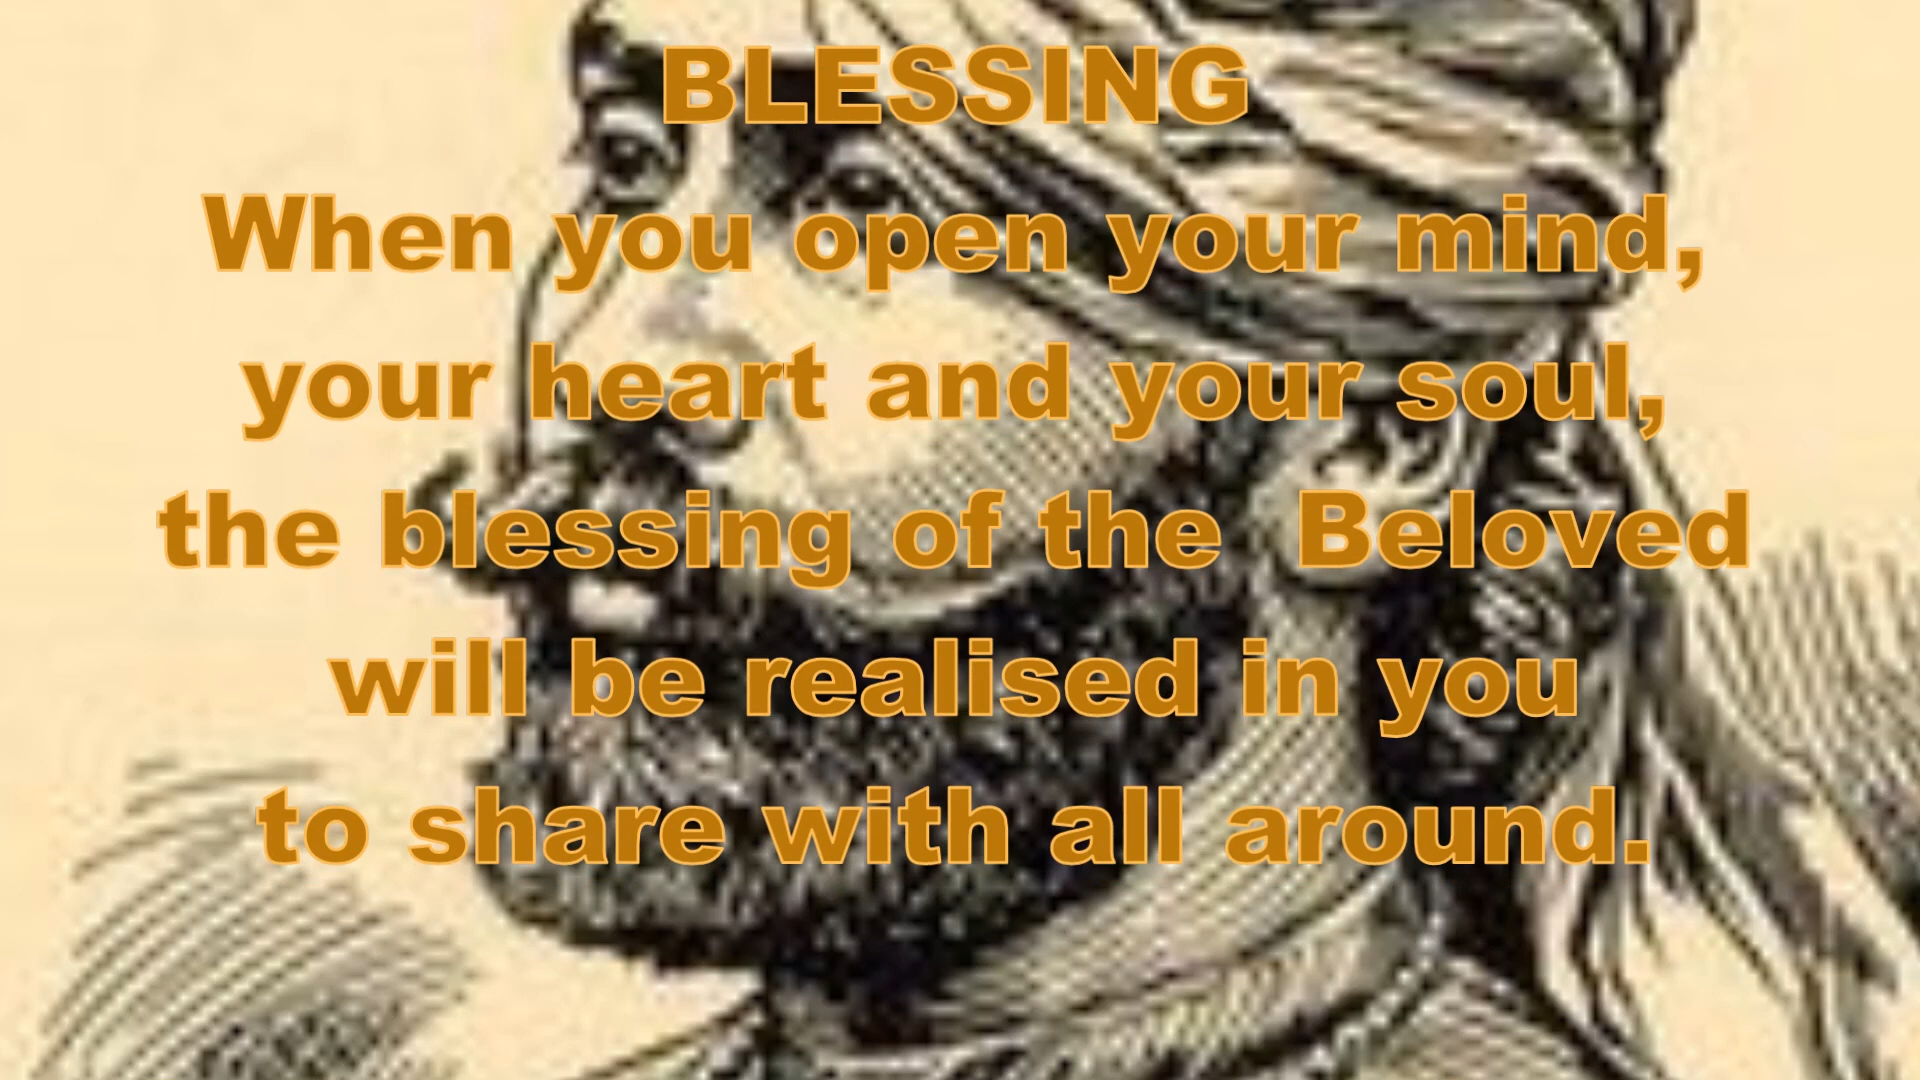 BLESSING
When you open your mind,
your heart and your soul,
the blessing of the  Beloved
will be realised in you
to share with all around.